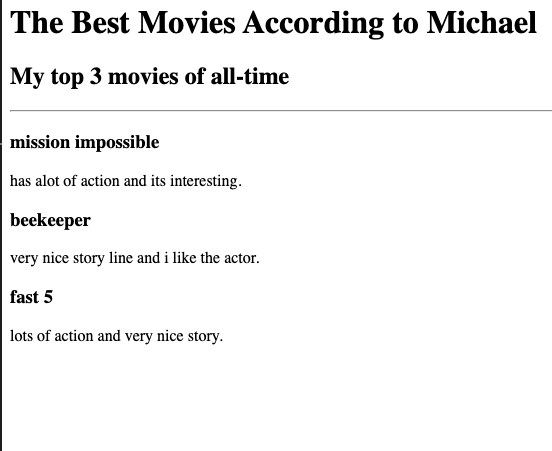 The Best Movies According to Michael
My top 3 movies of all-time
mission impossible
has alot of action and its interesting.
beekeeper
very nice story line and i like the actor.
fast 5
lots of action and very nice story.